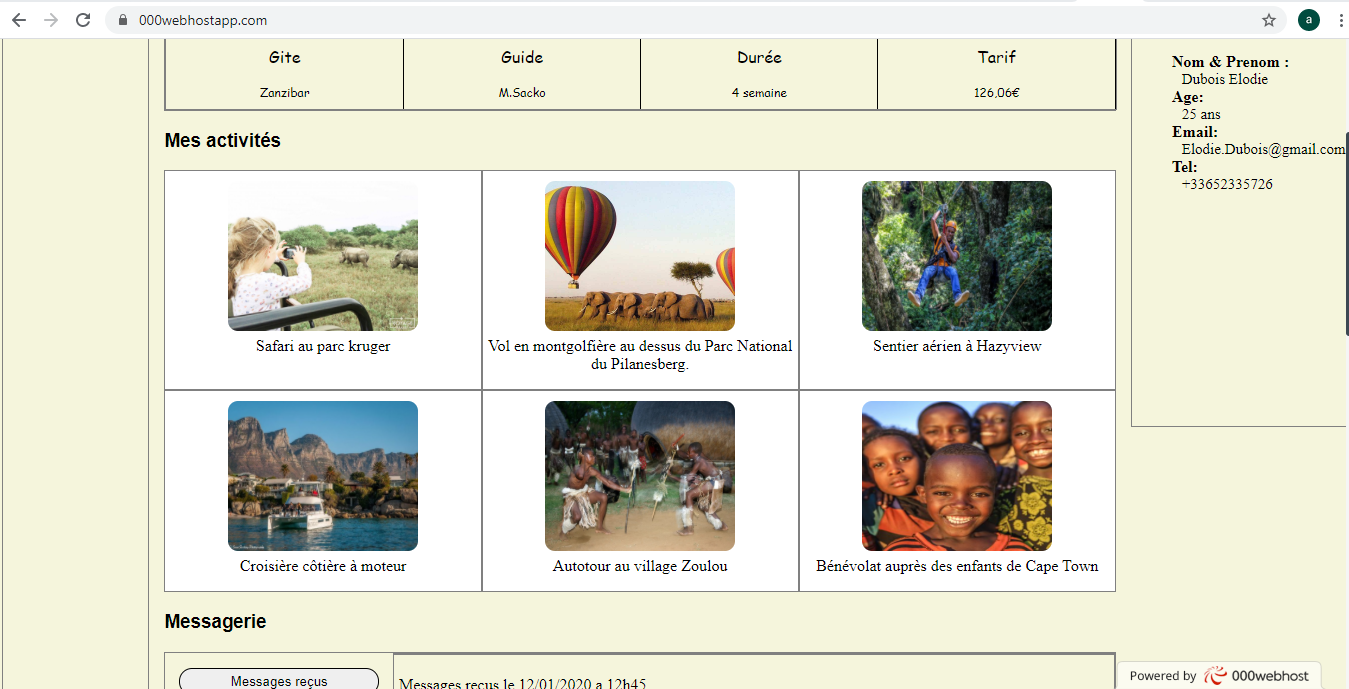 000webhostapp.com
a
Gite Guide Durée Tarif
Zanzibar M.Sacko 4 semaine 126,06€
Nom & Prenom :
Dubois Elodie
Age:
25 ans
Email:
Elodie.Dubois@gmail.com
Tel:
+33652335726
Mes activités
Safari au parc kruger
Vol en montgolfière au dessus du Parc National
du Pilanesberg.
Sentier aérien à Hazyview
Croisière côtière à moteur
Autotour au village Zoulou
Bénévolat auprès des enfants de Cape Town
Messagerie
Messages reçus
Messages reçus le 12/01/2020 a 12h45
Powered by 000webhost